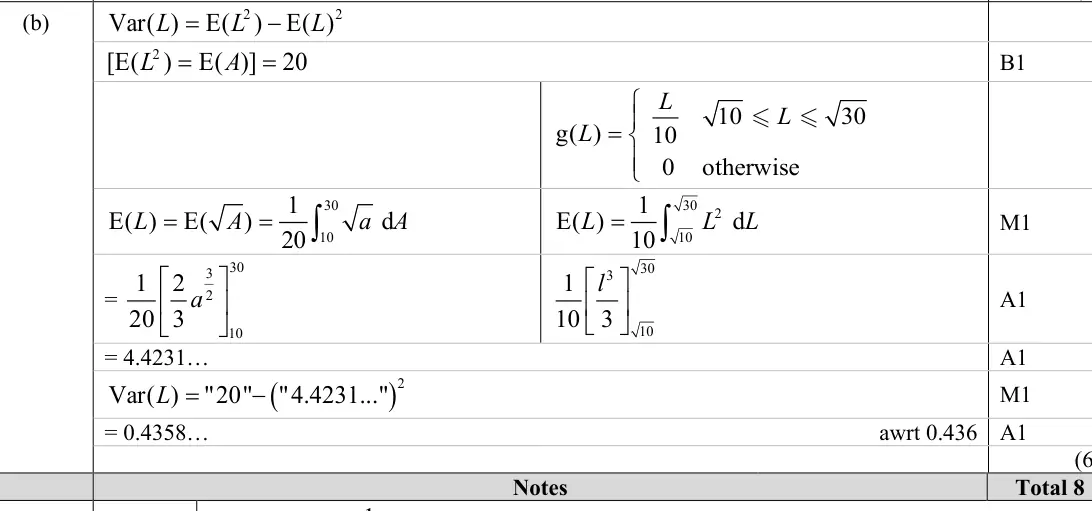 (b) Var(L) = E(L²) − E(L)²
[E(L²) = E(A)] = 20 B1
g(L) = { L/10 √10 ⩽ L ⩽ √30
0 otherwise
E(L) = E(√A) = 1/20 ∫₁₀³⁰ √a dA E(L) = 1/10 ∫_√10^√30 L² dL M1
= 1/20 [2/3 a^(3/2)]₁₀³⁰ 1/10 [l³/3]_√10^√30 A1
= 4.4231… A1
Var(L) = "20"− ("4.4231...")² M1
= 0.4358… awrt 0.436 A1
(6
Notes Total 8